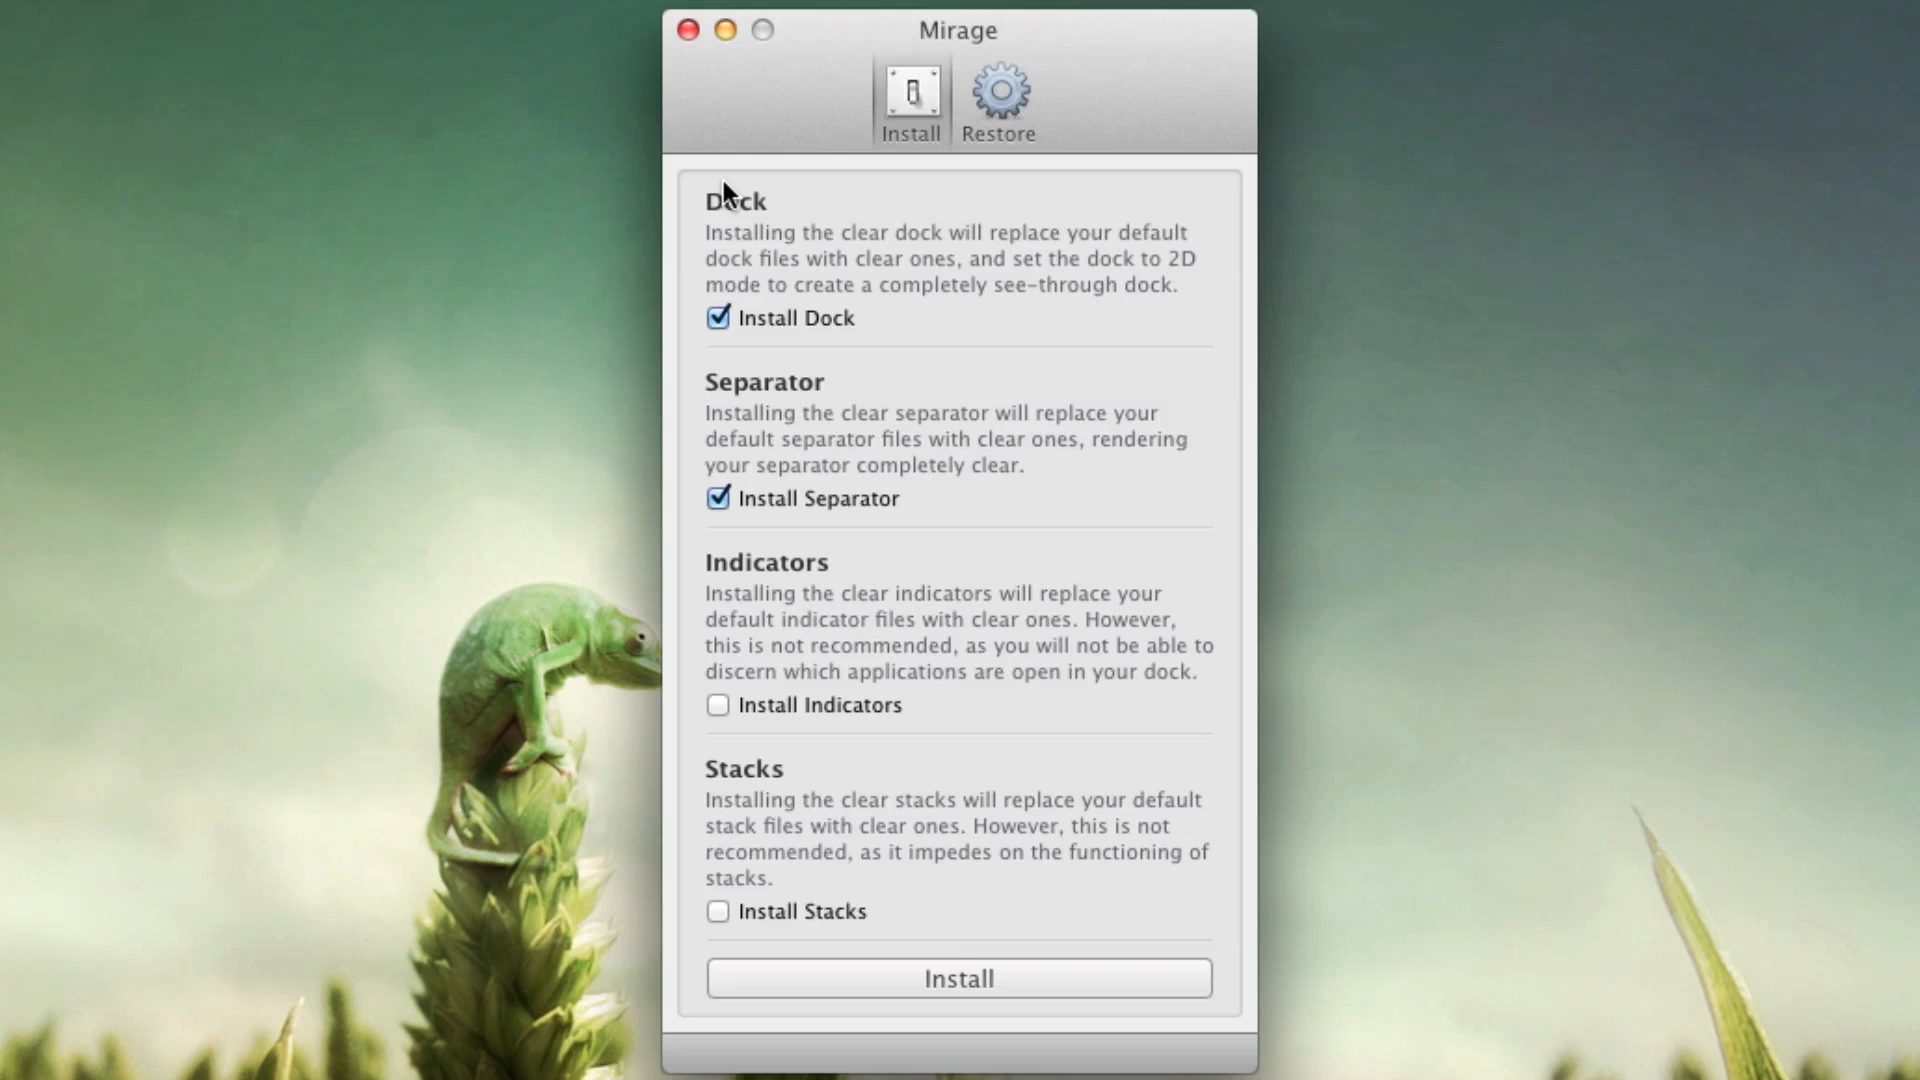 Mirage
Install
Restore
Dock
Installing the clear dock will replace your default
dock files with clear ones, and set the dock to 2D
mode to create a completely see-through dock.
Install Dock
Separator
Installing the clear separator will replace your
default separator files with clear ones, rendering
your separator completely clear.
Install Separator
Indicators
Installing the clear indicators will replace your
default indicator files with clear ones. However,
this is not recommended, as you will not be able to
discern which applications are open in your dock.
Install Indicators
Stacks
Installing the clear stacks will replace your default
stack files with clear ones. However, this is not
recommended, as it impedes on the functioning of
stacks.
Install Stacks
Install